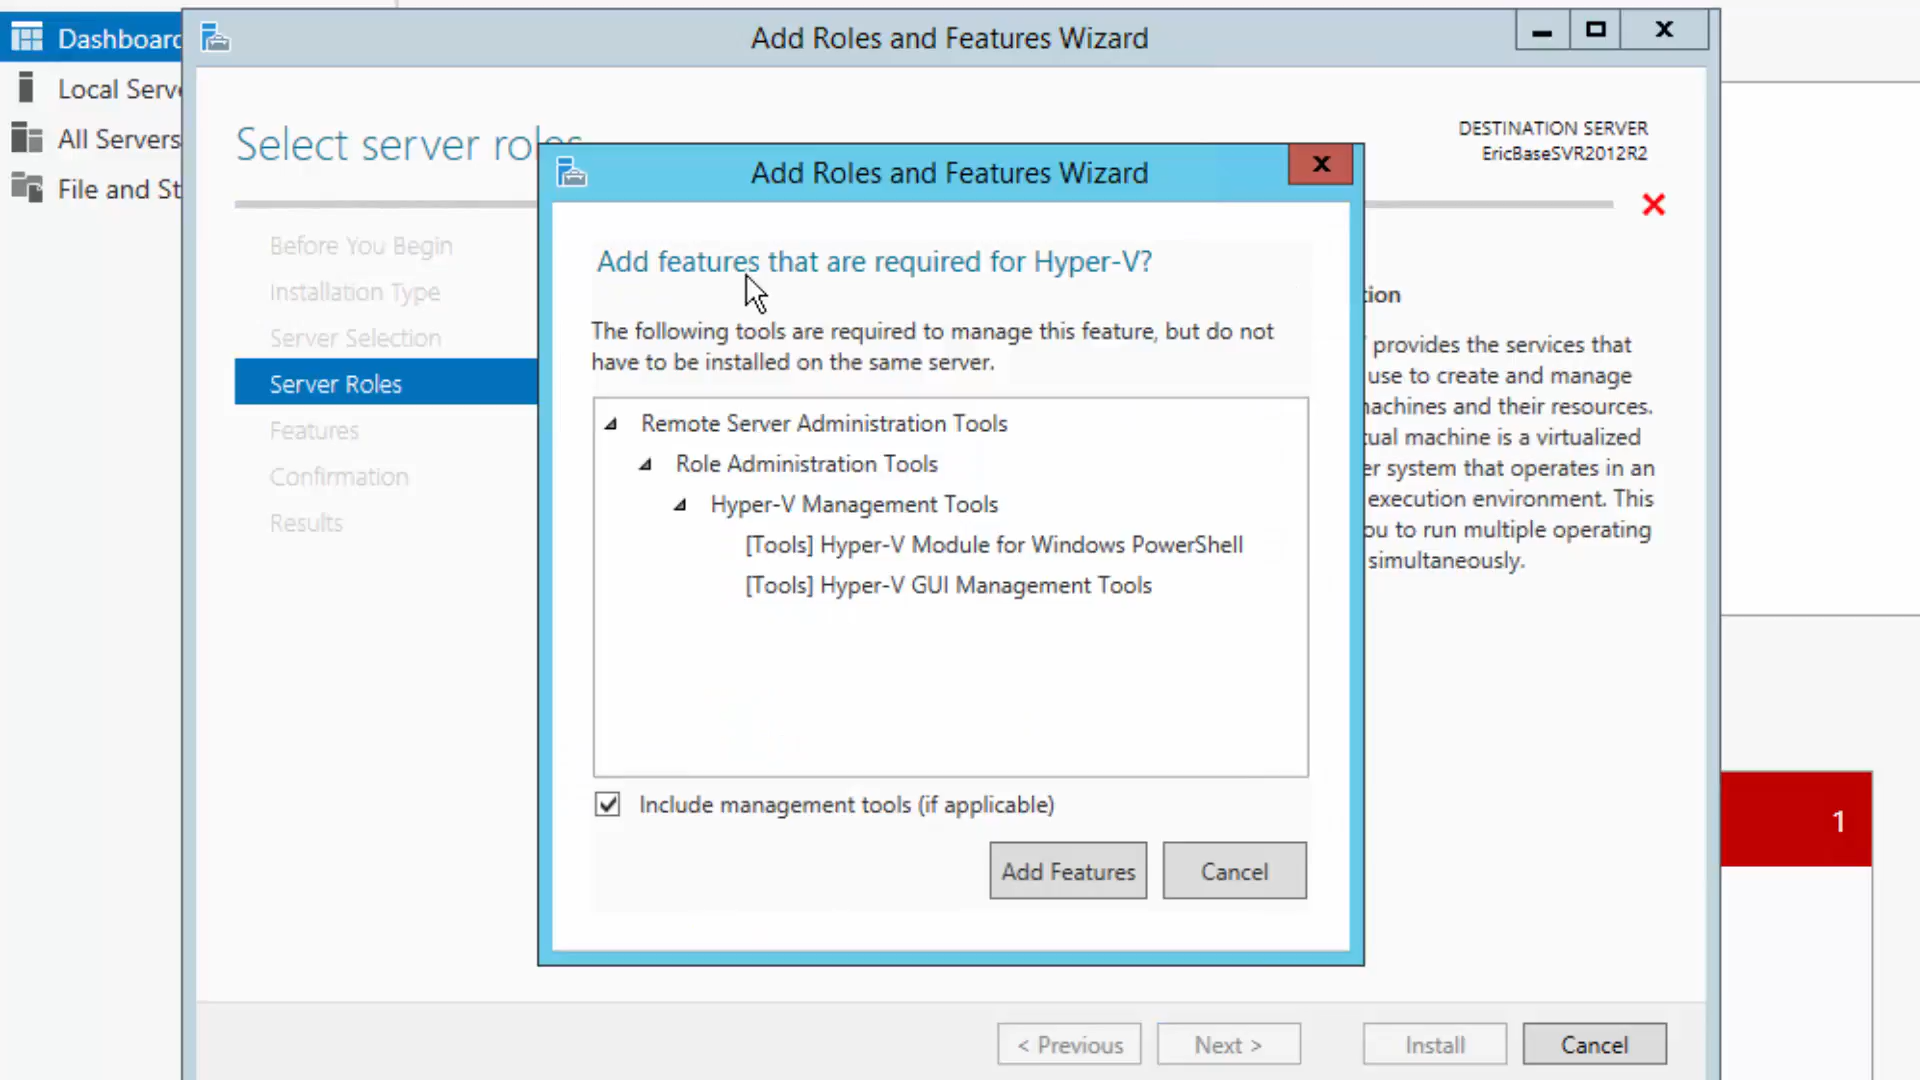 Dashboard
Local Serve
All Servers
File and St
Add Roles and Features Wizard
X
Select server roles
DESTINATION SERVER
EricBaseSVR2012R2
Before You Begin
Installation Type
Server Selection
Server Roles
Features
Confirmation
Results
Add Roles and Features Wizard
X
Add features that are required for Hyper-V?
The following tools are required to manage this feature, but do not
have to be installed on the same server.
Remote Server Administration Tools
Role Administration Tools
Hyper-V Management Tools
[Tools] Hyper-V Module for Windows PowerShell
[Tools] Hyper-V GUI Management Tools
Include management tools (if applicable)
Add Features
Cancel
tion
provides the services that
use to create and manage
achines and their resources.
tual machine is a virtualized
er system that operates in an
execution environment. This
ou to run multiple operating
simultaneously.
1
< Previous
Next >
Install
Cancel